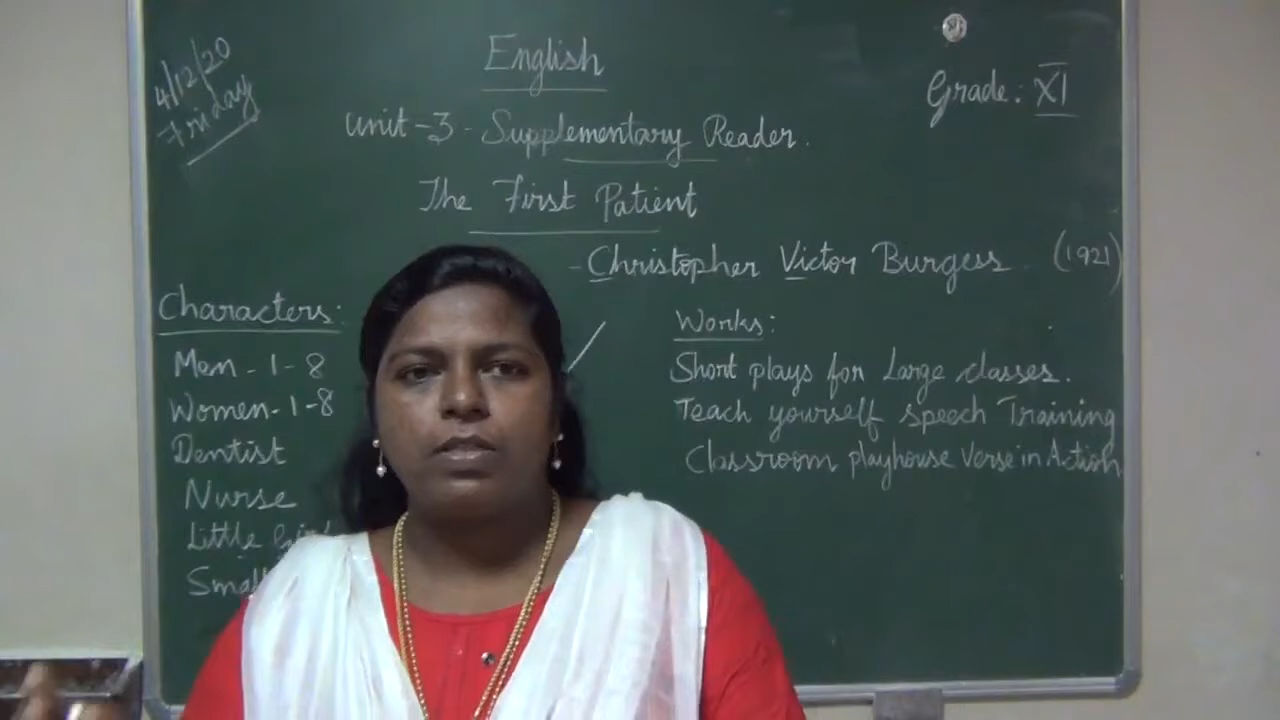 4/12/20
Friday
English
Grade: XI
Unit-3 - Supplementary Reader.
The First Patient
- Christopher Victor Burgess (1921)
Characters:
Men - 1-8
Women - 1-8
Dentist
Nurse
Little
Works:
Short plays for Large classes.
Teach yourself speech Training
Classroom playhouse Verse in Action